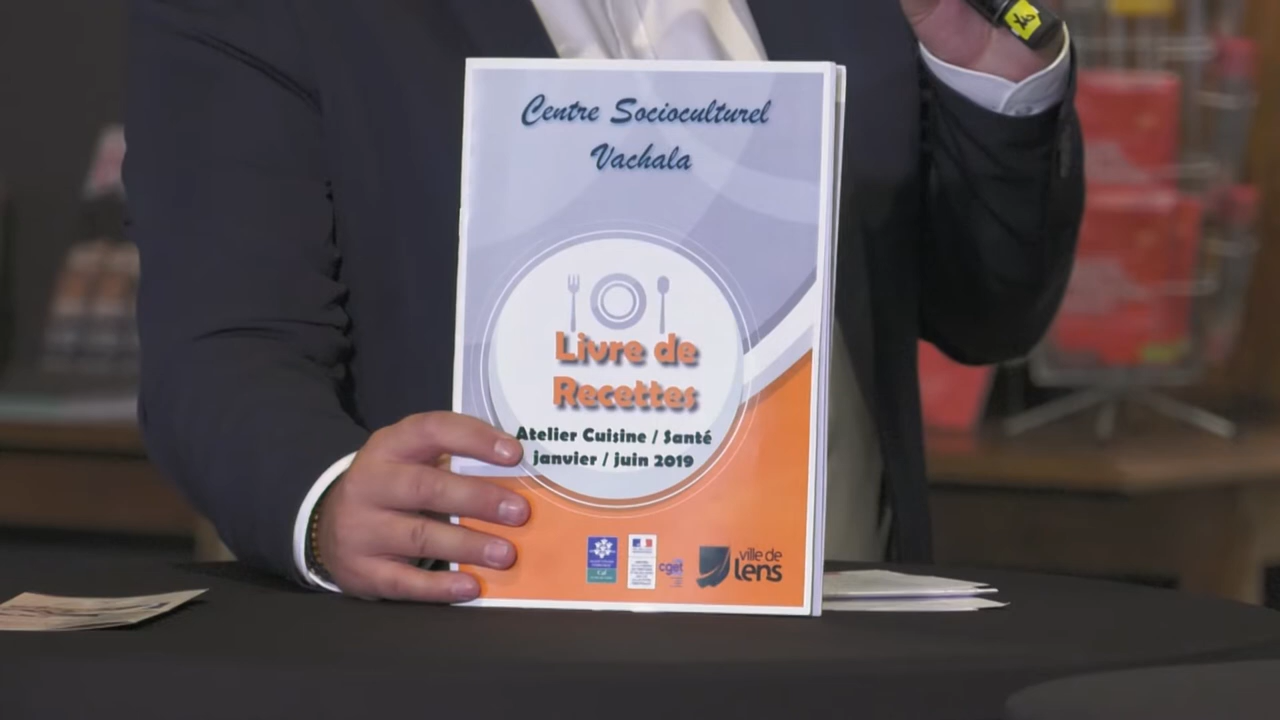 Centre Socioculturel
Vachala
Livre de
Recettes
Atelier Cuisine / Santé
janvier / juin 2019
cget
ville de
Lens